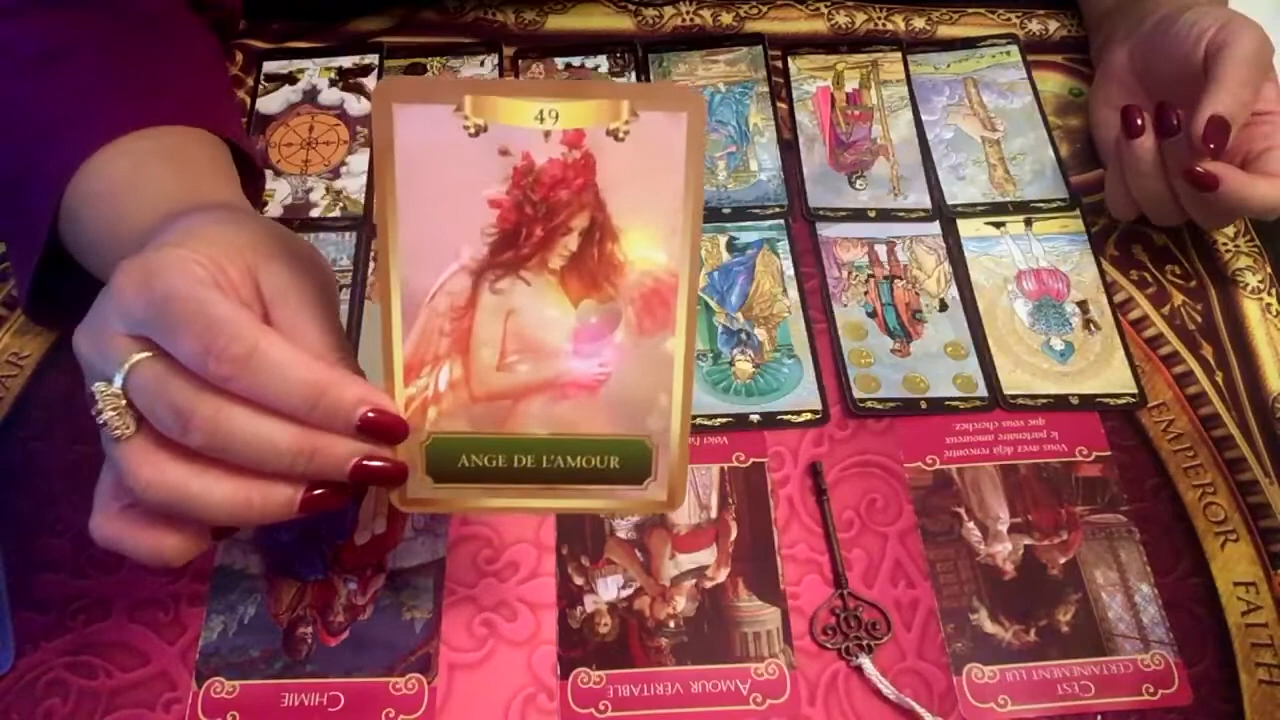 49
ANGE DE L'AMOUR
Vous avez déjà rencontré
le partenaire amoureux
que vous cherchez.
Voici l'a
CHIMIE
AMOUR VÉRITABLE
C'EST
CERTAINEMENT LUI
EMPEROR
FAITH